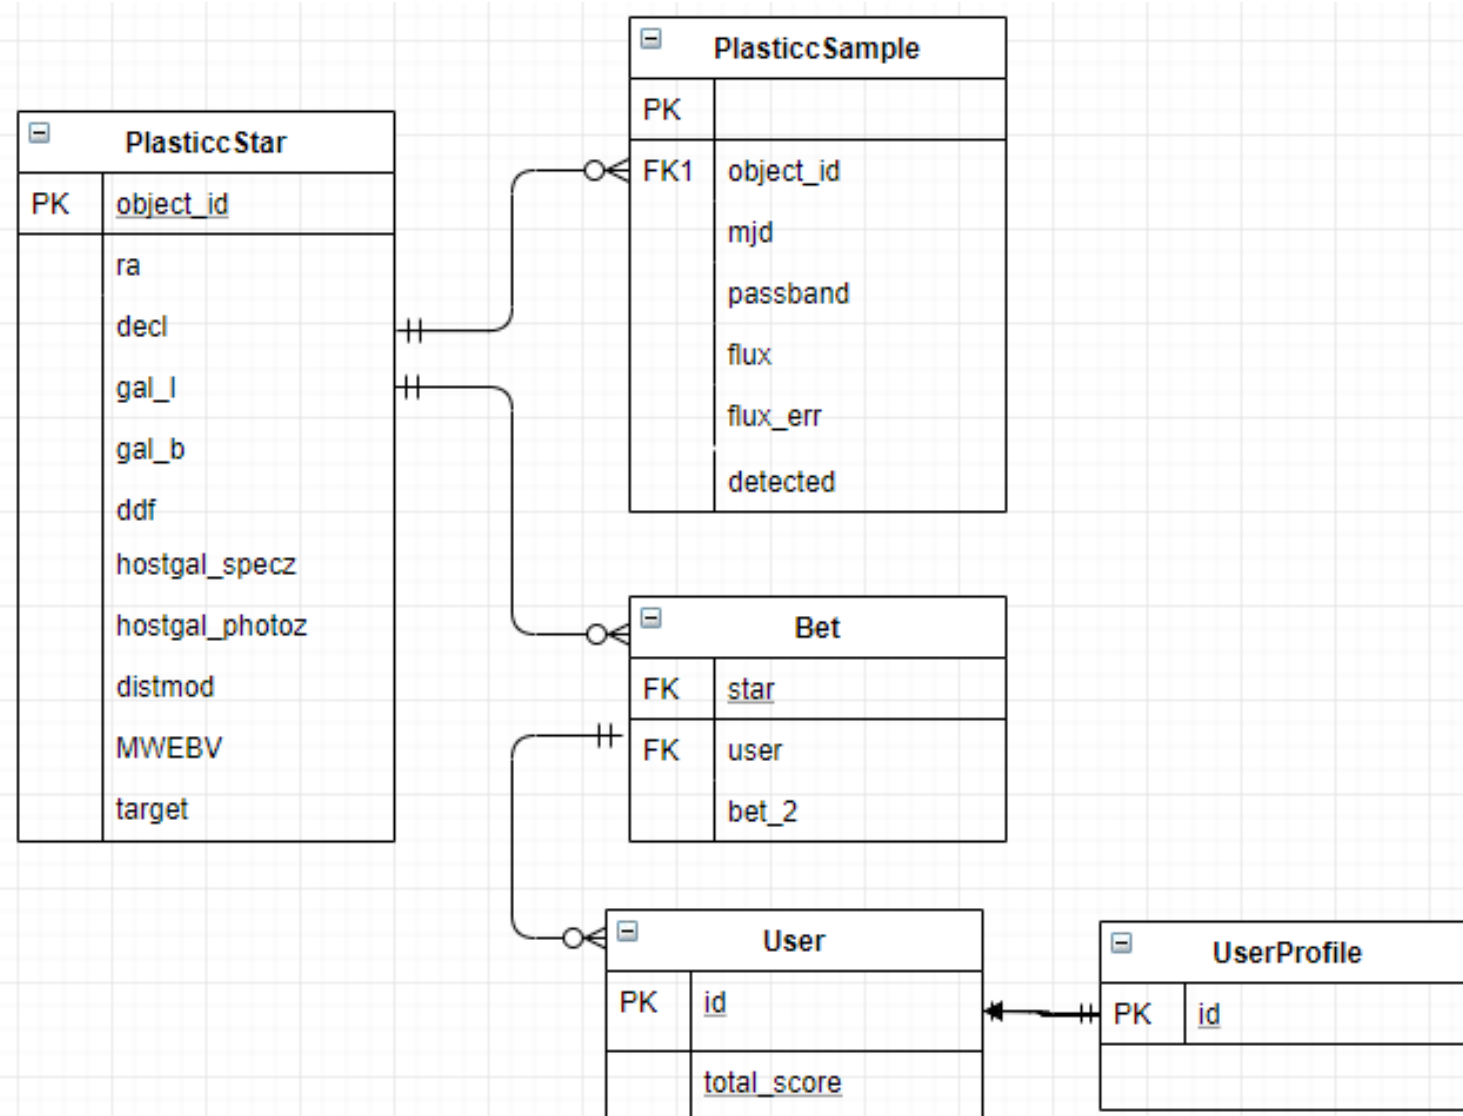 PlasticcStar
PK object_id
ra
decl
gal_l
gal_b
ddf
hostgal_specz
hostgal_photoz
distmod
MWEBV
target
PlasticcSample
PK
FK1 object_id
mjd
passband
flux
flux_err
detected
Bet
FK star
FK user
bet_2
User
PK id
total_score
UserProfile
PK id